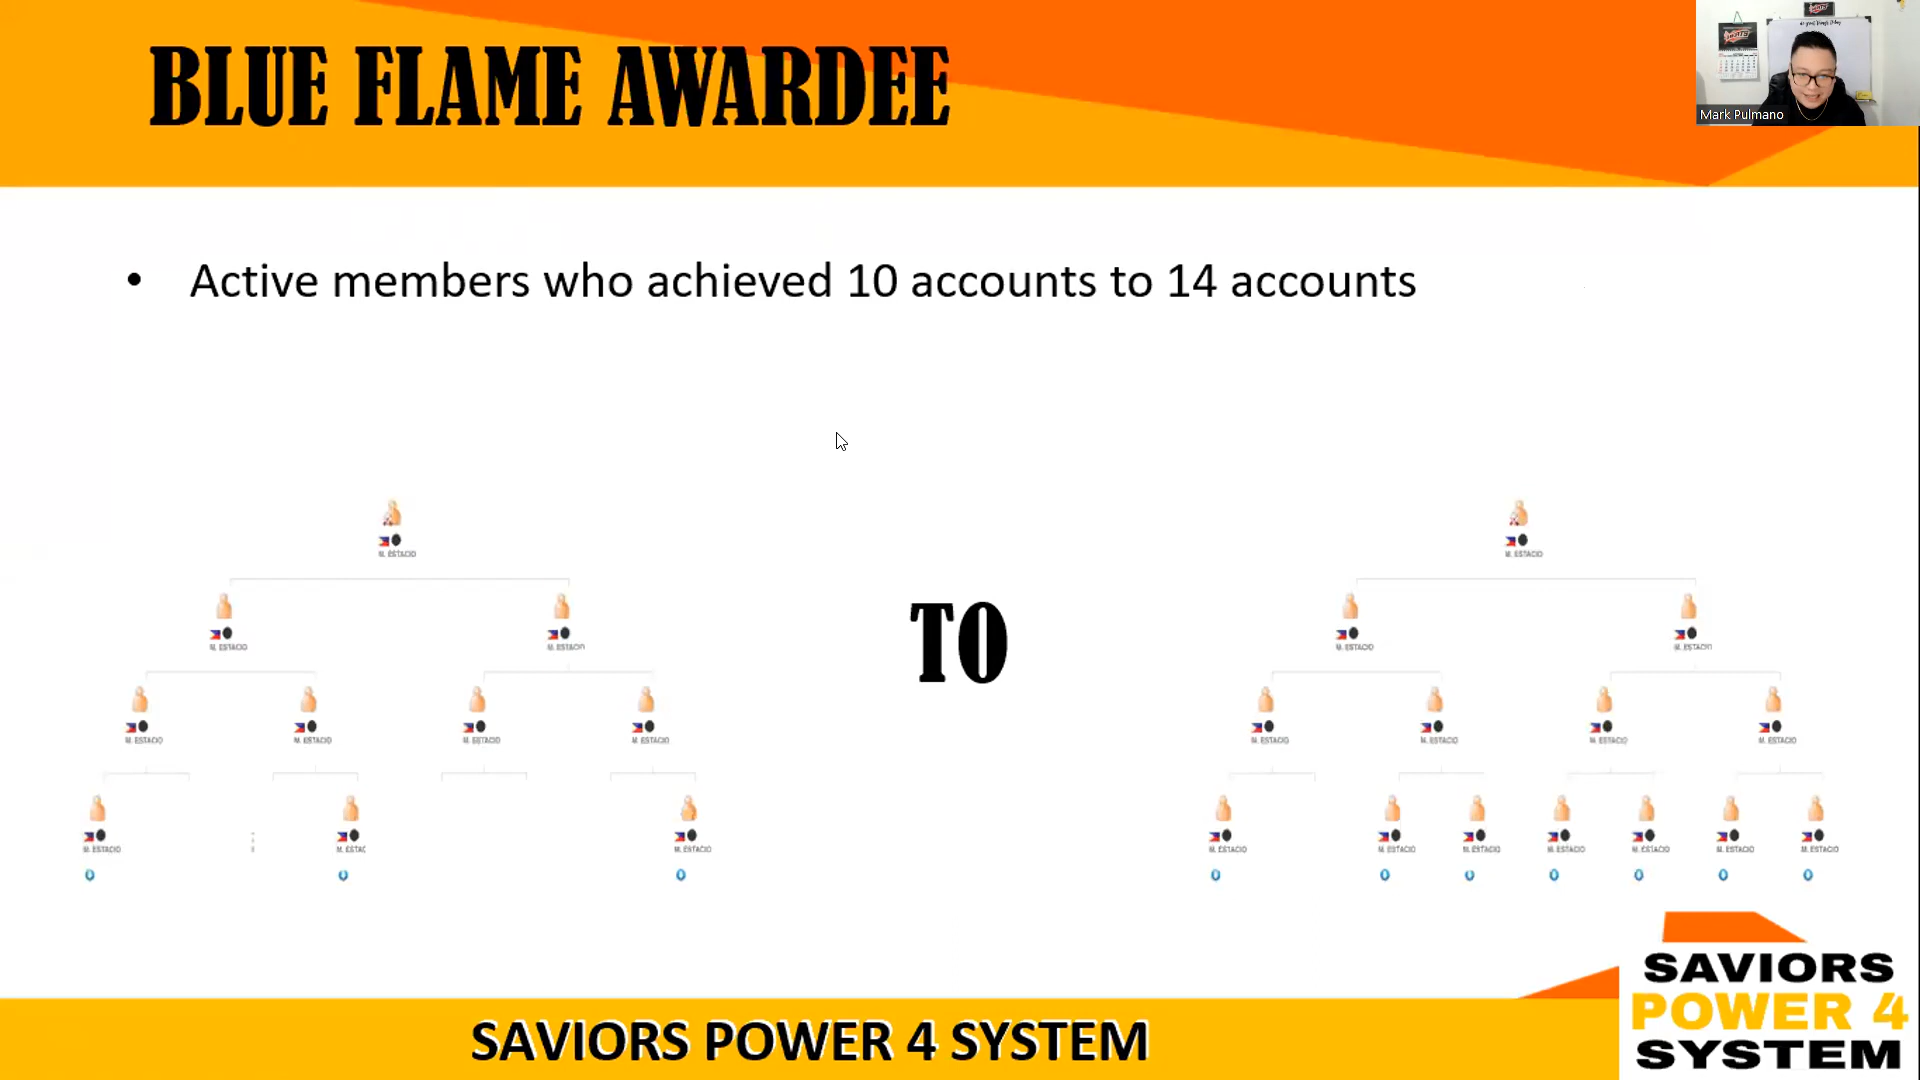 BLUE FLAME AWARDEE
Mark Pulmano
• Active members who achieved 10 accounts to 14 accounts
M. ESTACIO
M. ESTACIO
M. ESTACIO
M. ESTACIO
M. ESTACIO
M. ESTACIO
M. ESTACIO
M. ESTACIO
M. ESTAC
M. ESTACIO
TO
M. ESTACIO
M. ESTACIO
M. ESTACIO
M. ESTACIO
M. ESTACIO
M. ESTACIO
M. ESTACIO
M. ESTACIO
M. ESTACIO
M. ESTACIO
M. ESTACIO
M. ESTACIO
M. ESTACIO
M. ESTACIO
SAVIORS POWER 4 SYSTEM
SAVIORS
POWER 4
SYSTEM